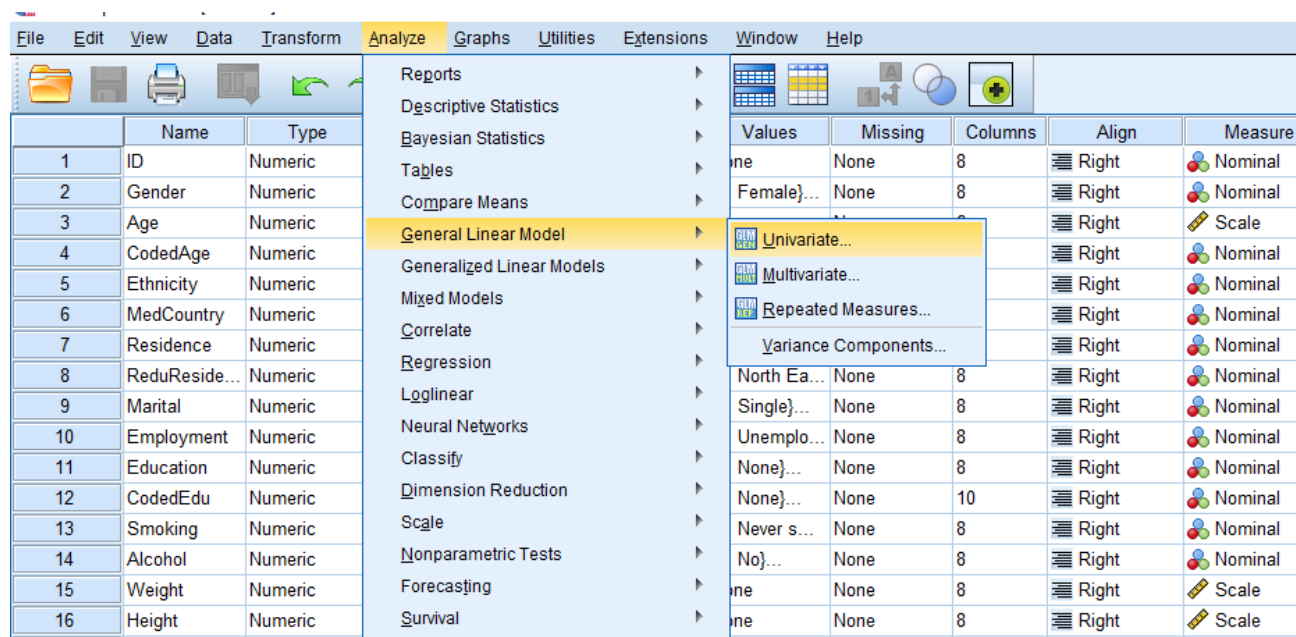 File Edit View Data Transform Analyze Graphs Utilities Extensions Window Help
Name Type Values Missing Columns Align Measure
1 ID Numeric None 8 Right Nominal
2 Gender Numeric Female}... None 8 Right Nominal
3 Age Numeric Right Scale
4 CodedAge Numeric Right Nominal
5 Ethnicity Numeric Right Nominal
6 MedCountry Numeric Right Nominal
7 Residence Numeric Right Nominal
8 ReduReside... Numeric North Ea... None 8 Right Nominal
9 Marital Numeric Single}... None 8 Right Nominal
10 Employment Numeric Unemplo... None 8 Right Nominal
11 Education Numeric None}... None 8 Right Nominal
12 CodedEdu Numeric None}... None 10 Right Nominal
13 Smoking Numeric Never s... None 8 Right Nominal
14 Alcohol Numeric No}... None 8 Right Nominal
15 Weight Numeric None 8 Right Scale
16 Height Numeric None 8 Right Scale
Reports
Descriptive Statistics
Bayesian Statistics
Tables
Compare Means
General Linear Model
Generalized Linear Models
Mixed Models
Correlate
Regression
Loglinear
Neural Networks
Classify
Dimension Reduction
Scale
Nonparametric Tests
Forecasting
Survival
Univariate...
Multivariate...
Repeated Measures...
Variance Components...